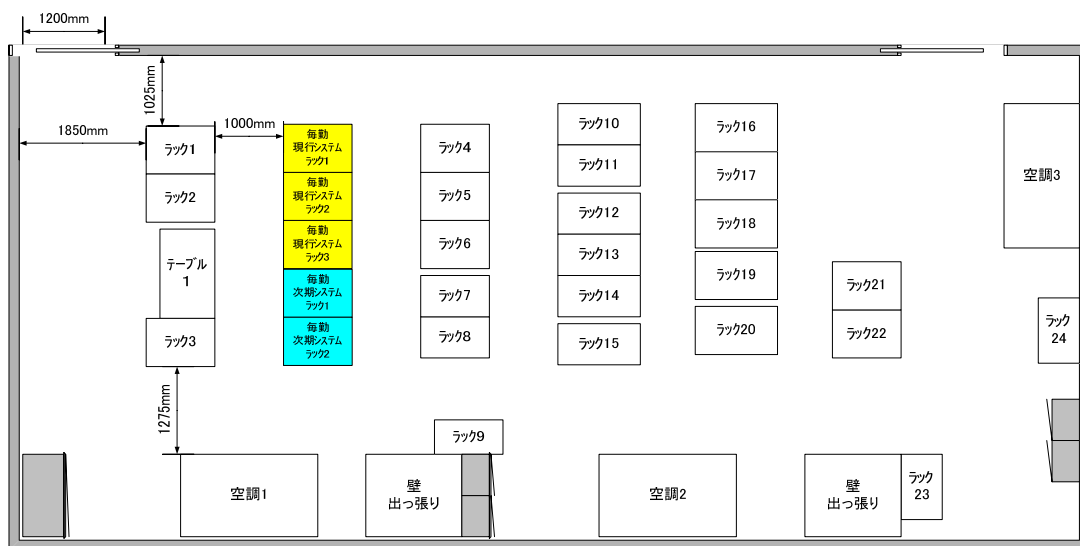 1200mm
1025mm
1850mm
1000mm
ラック1
ラック2
テーブル
1
ラック3
1275mm
毎勤
現行システム
ラック1
毎勤
現行システム
ラック2
毎勤
現行システム
ラック3
毎勤
次期システム
ラック1
毎勤
次期システム
ラック2
ラック4
ラック5
ラック6
ラック7
ラック8
ラック9
ラック10
ラック11
ラック12
ラック13
ラック14
ラック15
ラック16
ラック17
ラック18
ラック19
ラック20
ラック21
ラック22
空調3
ラック
24
空調1
壁
出っ張り
空調2
壁
出っ張り
ラック
23